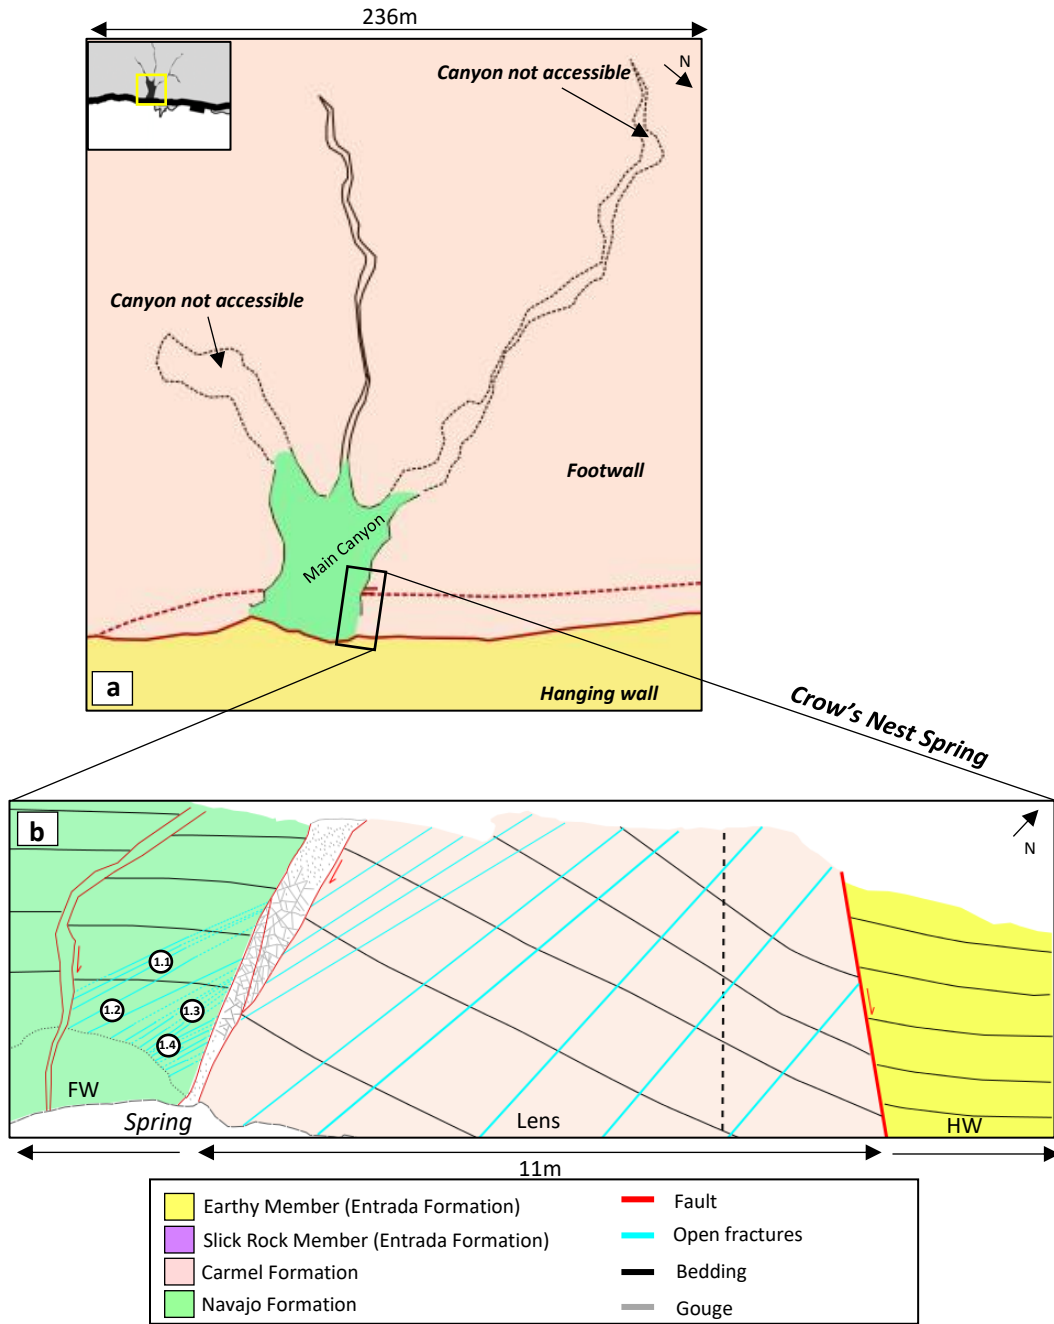 236m
N
Canyon not accessible
Canyon not accessible
Footwall
Main Canyon
a
Hanging wall
Crow's Nest Spring
b
N
1.1
1.2
1.3
1.4
FW
Spring
Lens
HW
11m
Earthy Member (Entrada Formation)
Slick Rock Member (Entrada Formation)
Carmel Formation
Navajo Formation
Fault
Open fractures
Bedding
Gouge